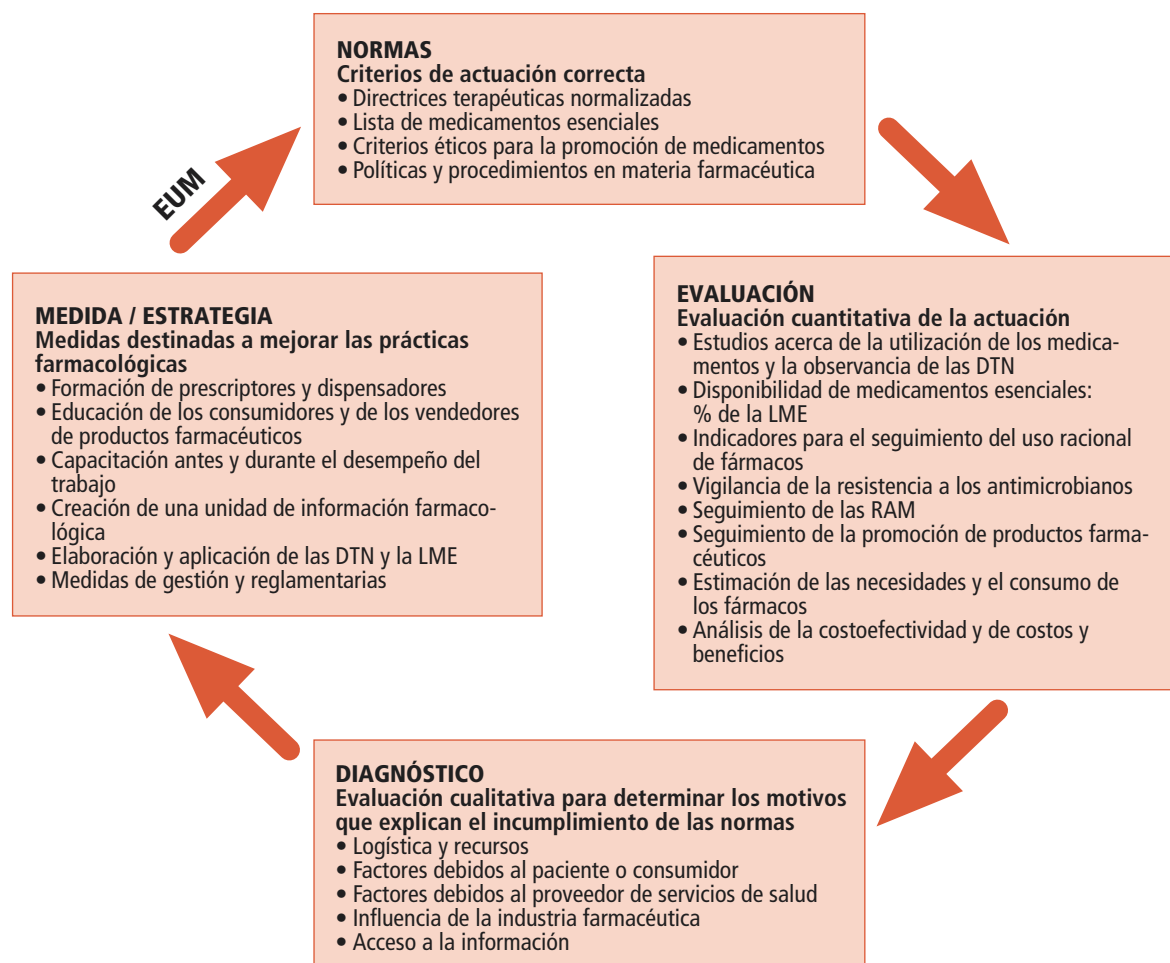 NORMAS
Criterios de actuación correcta
• Directrices terapéuticas normalizadas
• Lista de medicamentos esenciales
• Criterios éticos para la promoción de medicamentos
• Políticas y procedimientos en materia farmacéutica
EUM
EVALUACIÓN
Evaluación cuantitativa de la actuación
• Estudios acerca de la utilización de los medica-
mentos y la observancia de las DTN
• Disponibilidad de medicamentos esenciales:
% de la LME
• Indicadores para el seguimiento del uso racional
de fármacos
• Vigilancia de la resistencia a los antimicrobianos
• Seguimiento de las RAM
• Seguimiento de la promoción de productos farma-
céuticos
• Estimación de las necesidades y el consumo de
los fármacos
• Análisis de la costoefectividad y de costos y
beneficios
DIAGNÓSTICO
Evaluación cualitativa para determinar los motivos
que explican el incumplimiento de las normas
• Logística y recursos
• Factores debidos al paciente o consumidor
• Factores debidos al proveedor de servicios de salud
• Influencia de la industria farmacéutica
• Acceso a la información
MEDIDA / ESTRATEGIA
Medidas destinadas a mejorar las prácticas
farmacológicas
• Formación de prescriptores y dispensadores
• Educación de los consumidores y de los vendedores
de productos farmacéuticos
• Capacitación antes y durante el desempeño del
trabajo
• Creación de una unidad de información farmaco-
lógica
• Elaboración y aplicación de las DTN y la LME
• Medidas de gestión y reglamentarias